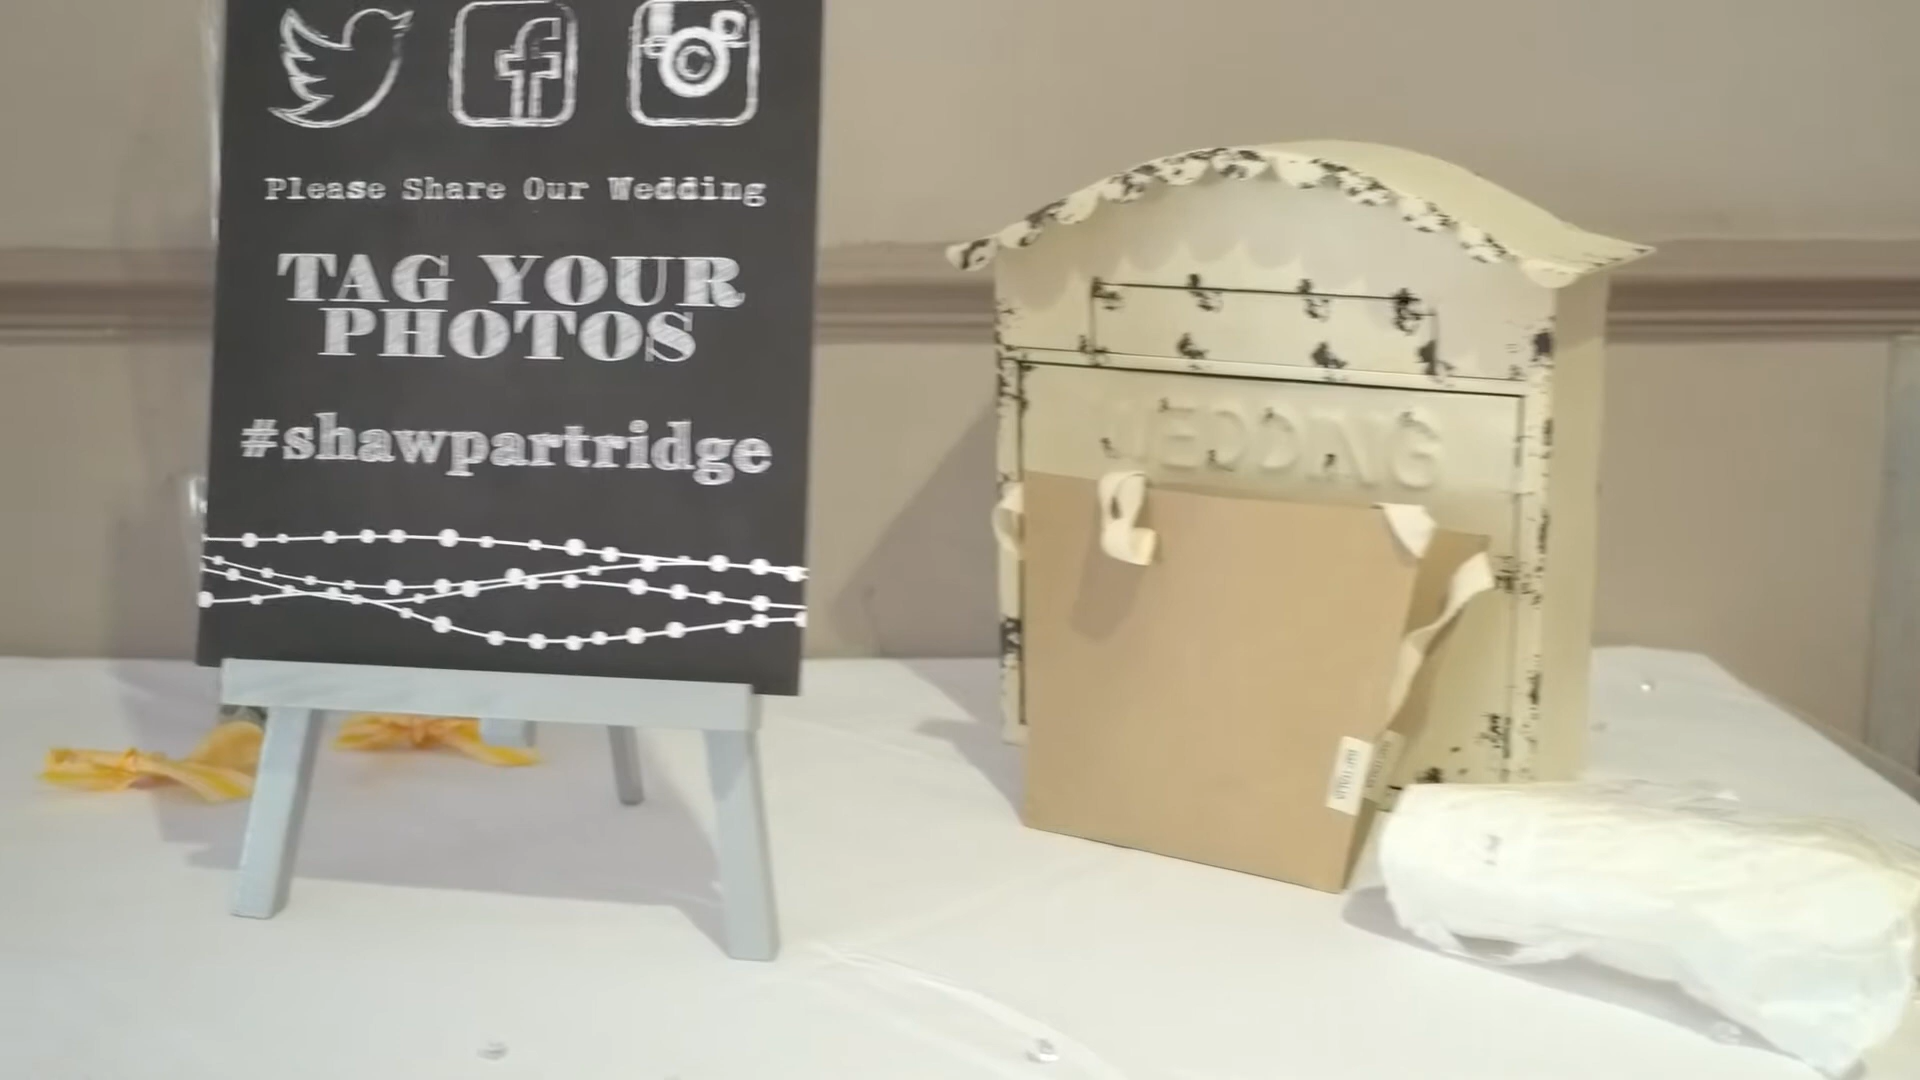 Please Share Our Wedding
TAG YOUR
PHOTOS
#shawpartridge
WEDDING